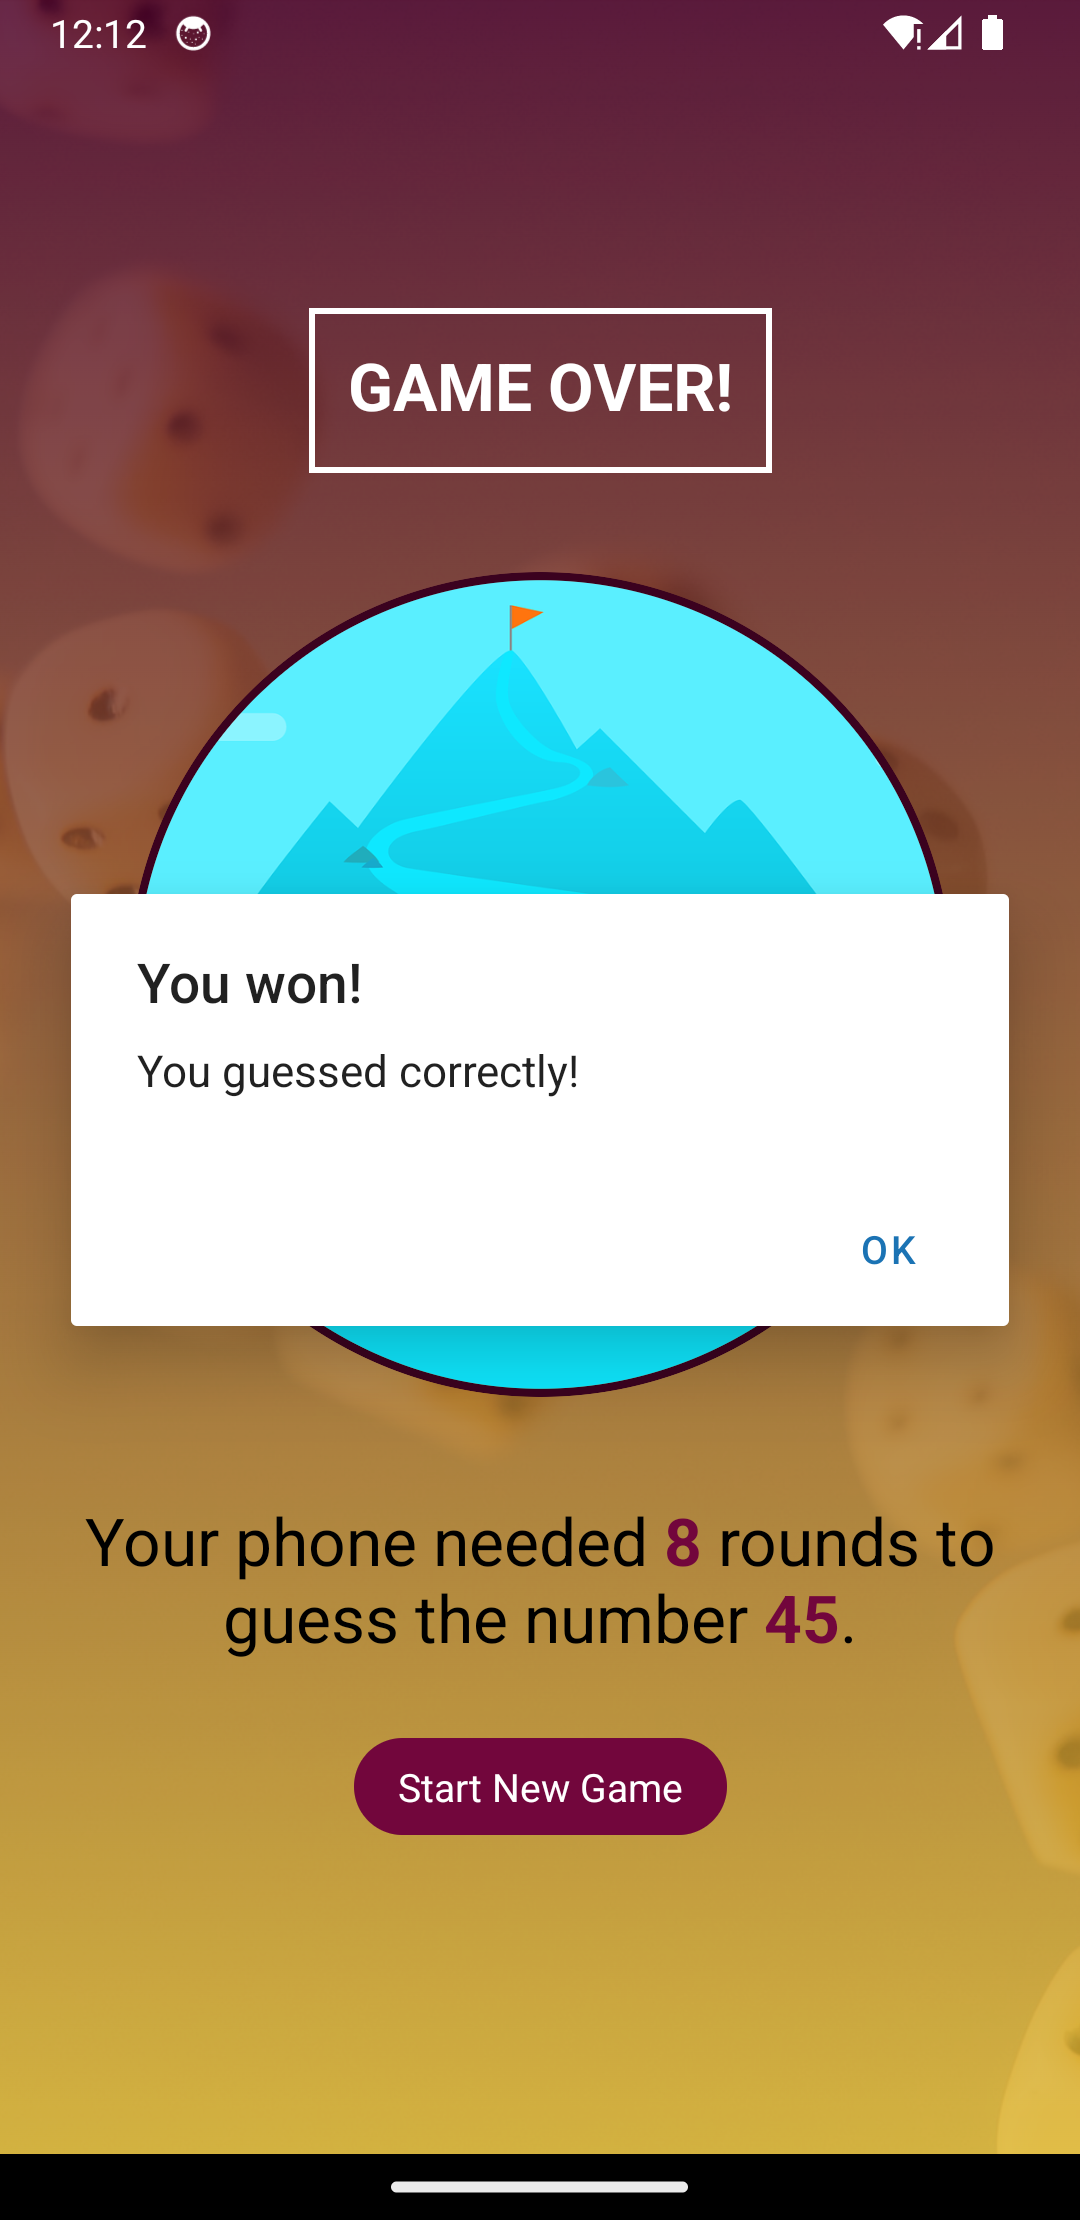 12:12
GAME OVER!
You won!
You guessed correctly!
OK
Your phone needed 8 rounds to
guess the number 45.
Start New Game